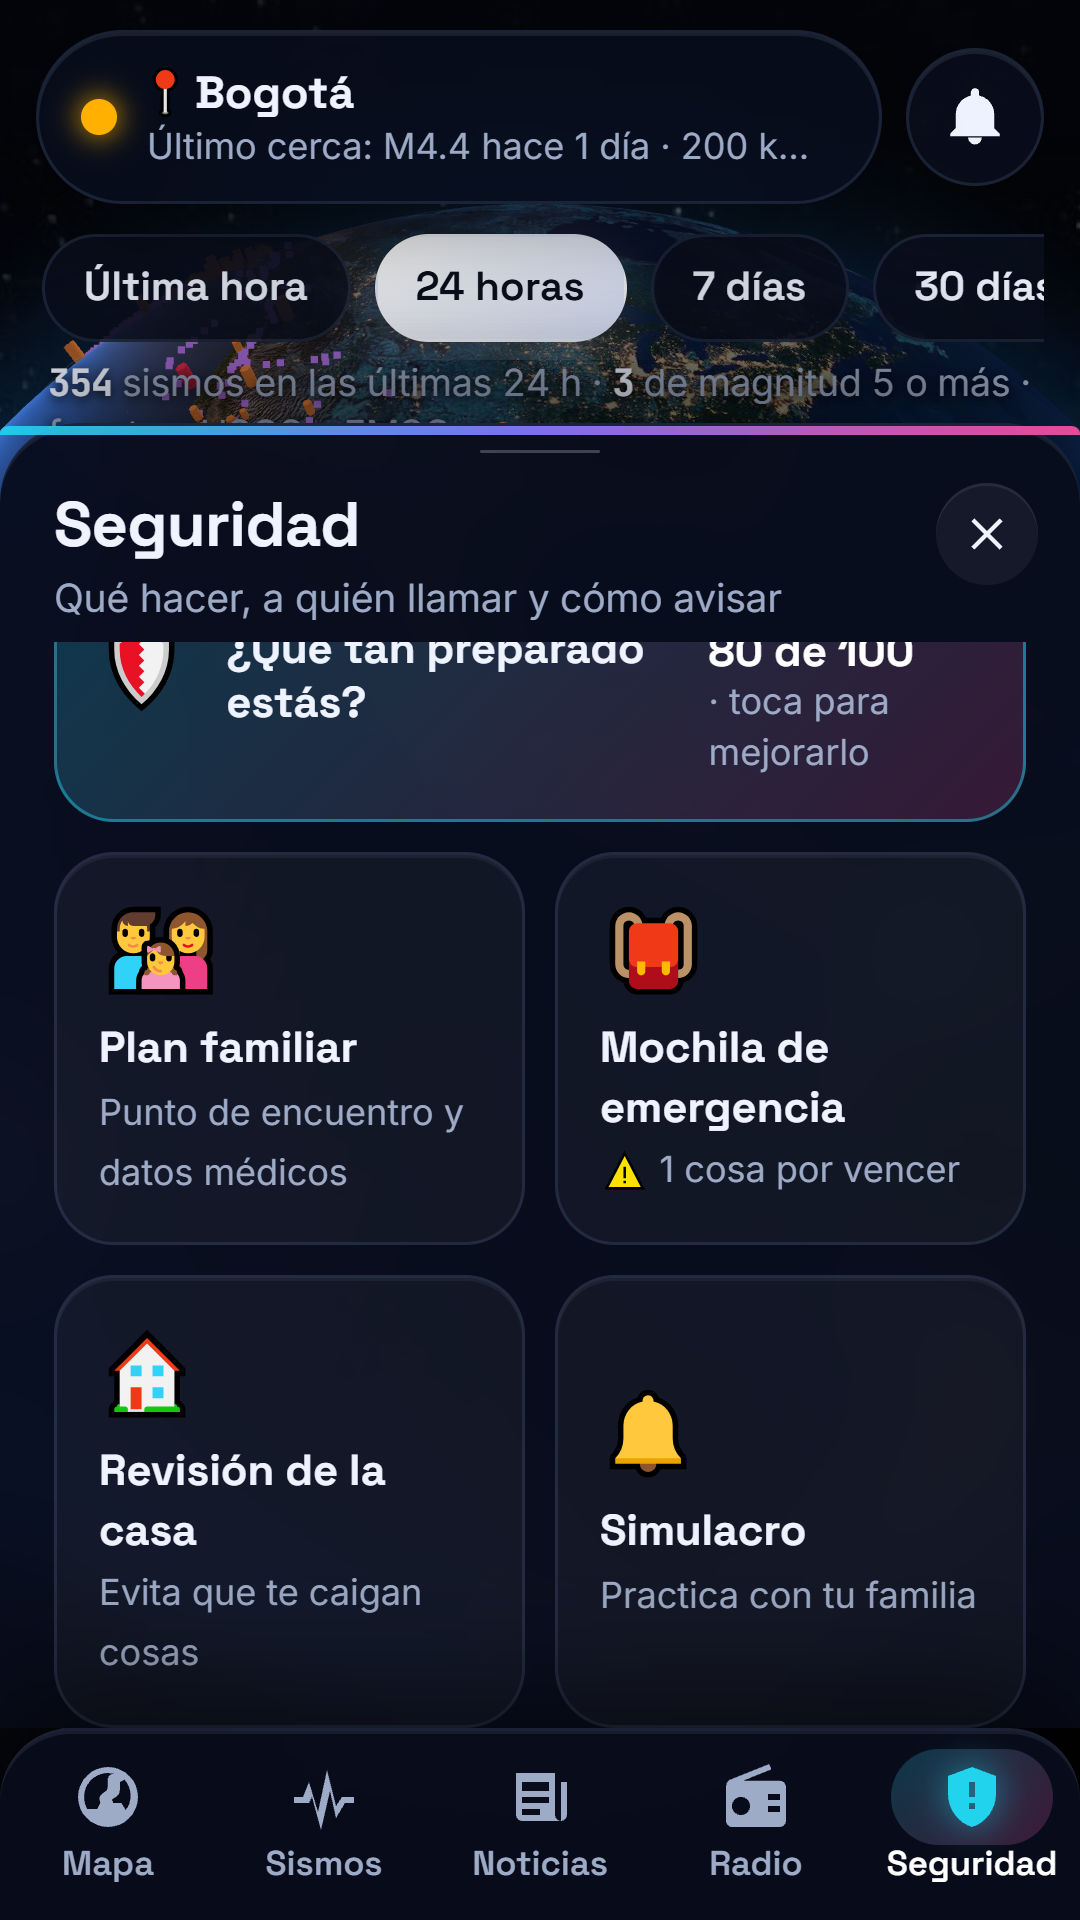 Bogotá
Último cerca: M4.4 hace 1 día · 200 k...
Última hora
24 horas
7 días
30 días
354 sismos en las últimas 24 h · 3 de magnitud 5 o más ·
Seguridad
Qué hacer, a quién llamar y cómo avisar
¿Qué tan preparado
estás?
80 de 100
· toca para
mejorarlo
Plan familiar
Punto de encuentro y
datos médicos
Mochila de
emergencia
⚠️ 1 cosa por vencer
Revisión de la
casa
Evita que te caigan
cosas
Simulacro
Practica con tu familia
Mapa
Sismos
Noticias
Radio
Seguridad